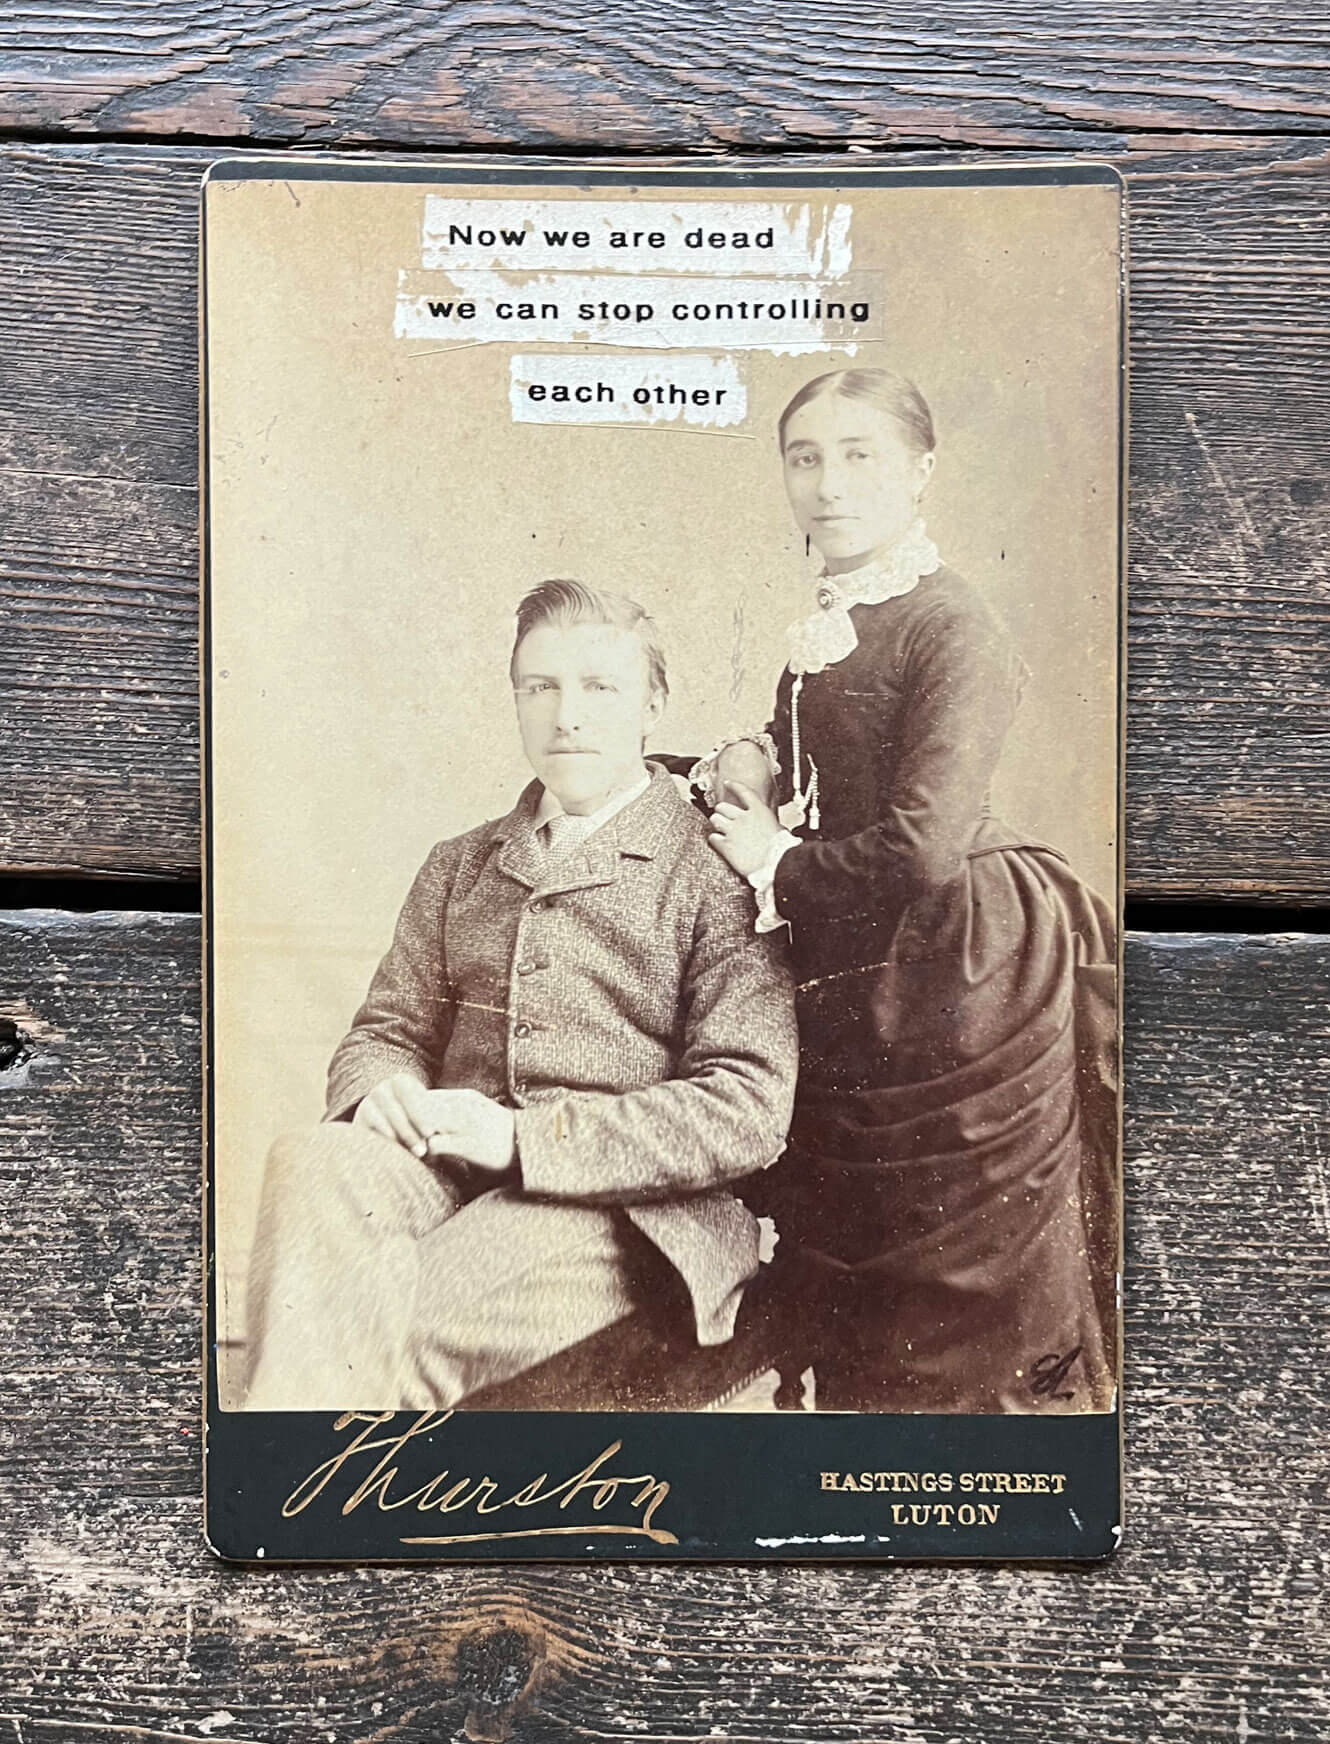 Now we are dead
we can stop controlling
each other
Thurston
HASTINGS STREET
LUTON